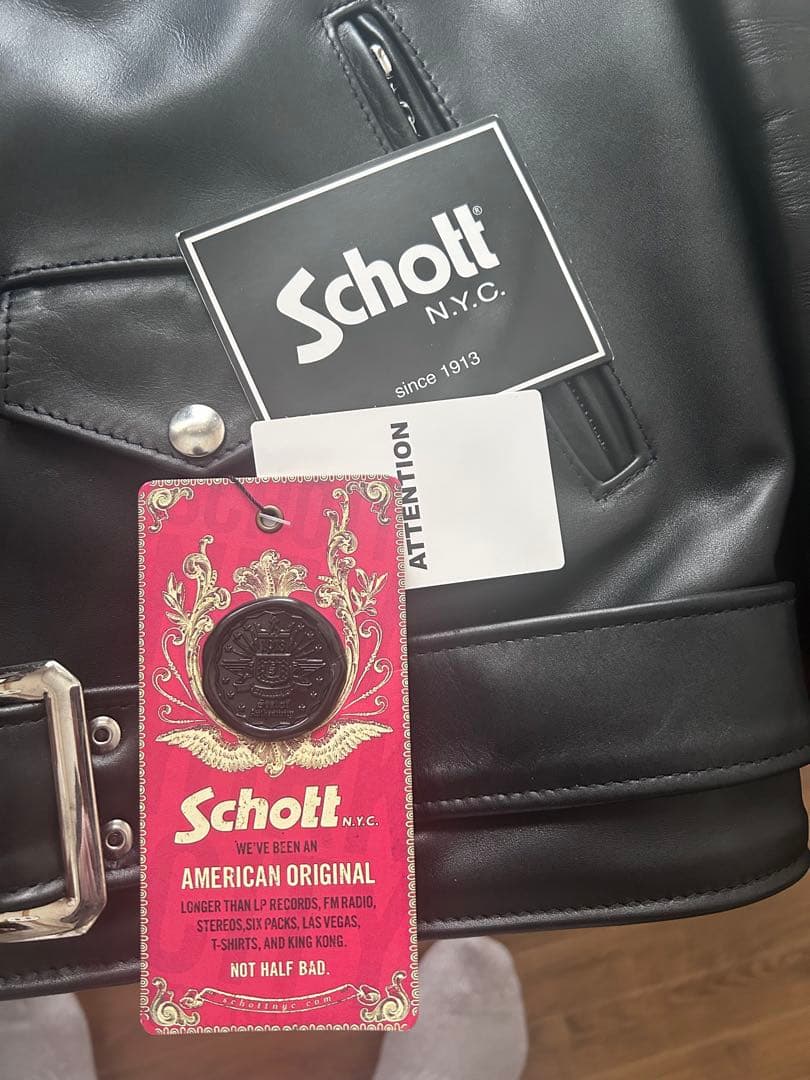 Schott®
N.Y.C.
since 1913
ATTENTION
Schott N.Y.C.
WE'VE BEEN AN
AMERICAN ORIGINAL
LONGER THAN LP RECORDS, FM RADIO,
STEREOS, SIX PACKS, LAS VEGAS,
T-SHIRTS, AND KING KONG.
NOT HALF BAD.
schottnyc.com